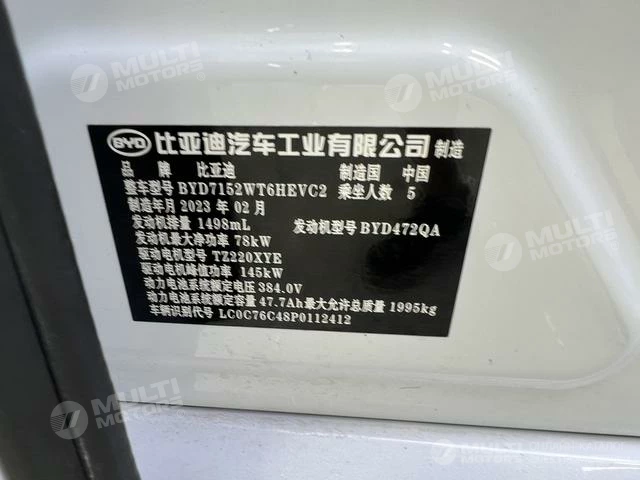 BYD 比亚迪汽车工业有限公司 制造
品 牌 比亚迪 制造国 中国
整车型号 BYD7152WT6HEVC2 乘坐人数 5
制造年月 2023 年 02 月
发动机排量 1498mL 发动机型号 BYD472QA
发动机最大净功率 78kW
驱动电机型号 TZ220XYE
驱动电机峰值功率 145kW
动力电池系统额定电压 384.0V
动力电池系统额定容量 47.7Ah 最大允许总质量 1995kg
车辆识别代号 LC0C76C48P0112412
MULTI MOTORS
MULTI MOTORS
MULTI MOTORS
MULTI MOTORS
MULTI MOTORS